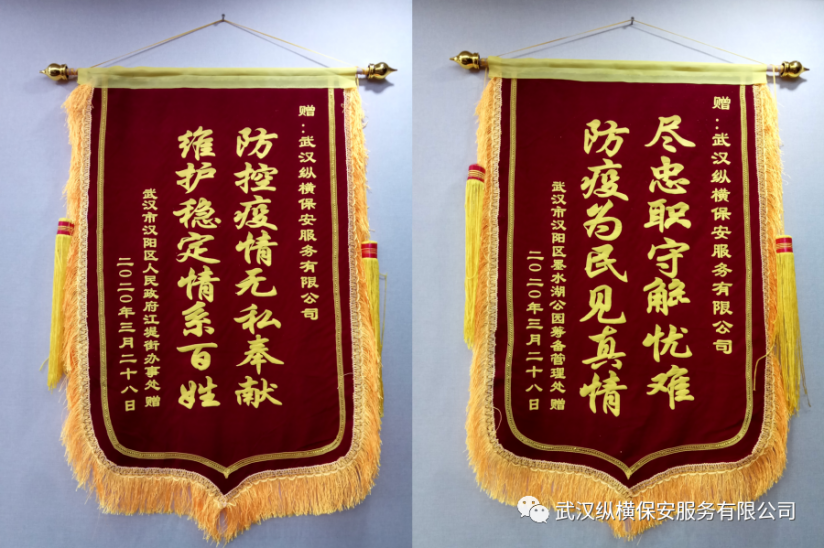 赠：武汉纵横保安服务有限公司
防控疫情无私奉献
维护稳定情系百姓
武汉市汉阳区人民政府江堤街办事处 赠
二〇二〇年三月二十八日
赠：武汉纵横保安服务有限公司
尽忠职守解忧难
防疫为民见真情
武汉市汉阳区墨水湖公园筹备管理处 赠
二〇二〇年三月二十八日
武汉纵横保安服务有限公司